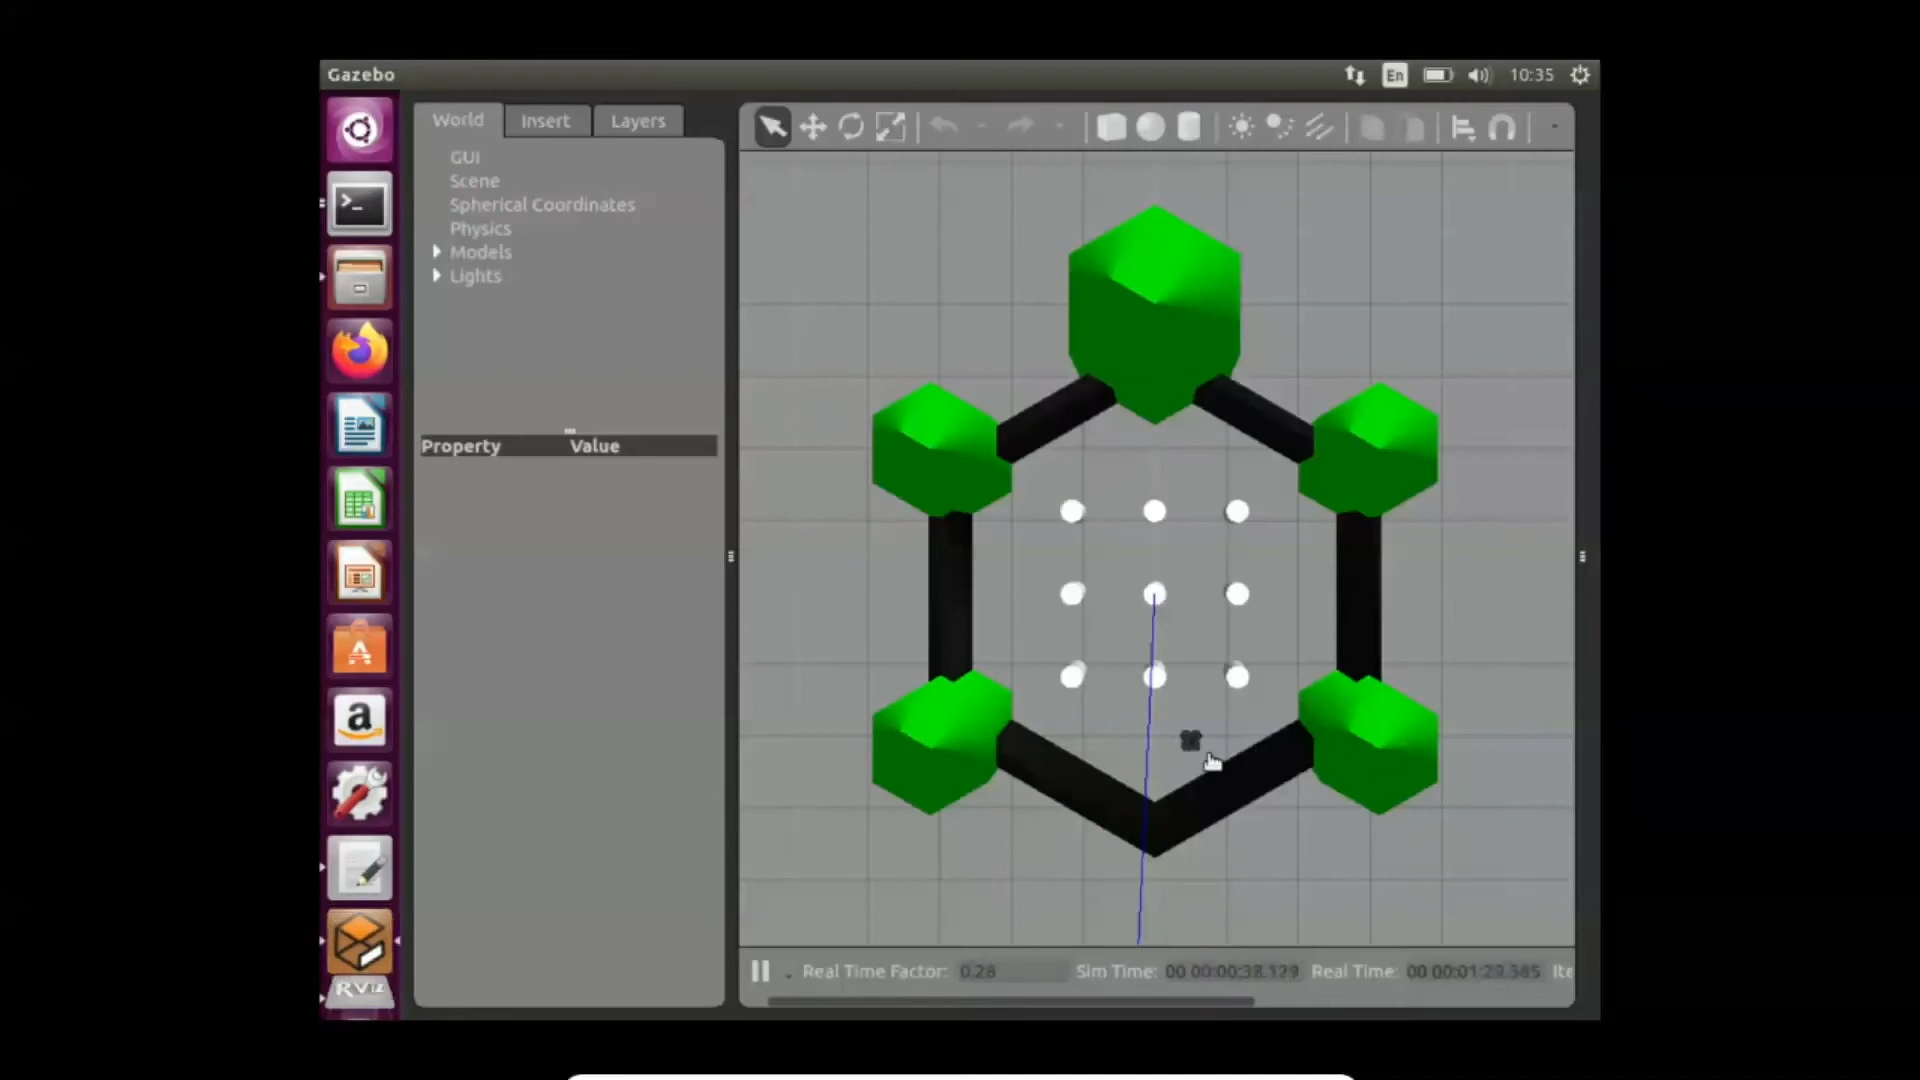 Gazebo
En
10:35
World Insert Layers
GUI
Scene
Spherical Coordinates
Physics
Models
Lights
Property Value
a
RViz
Real Time Factor: 0.28 Sim Time: Real Time: Ite